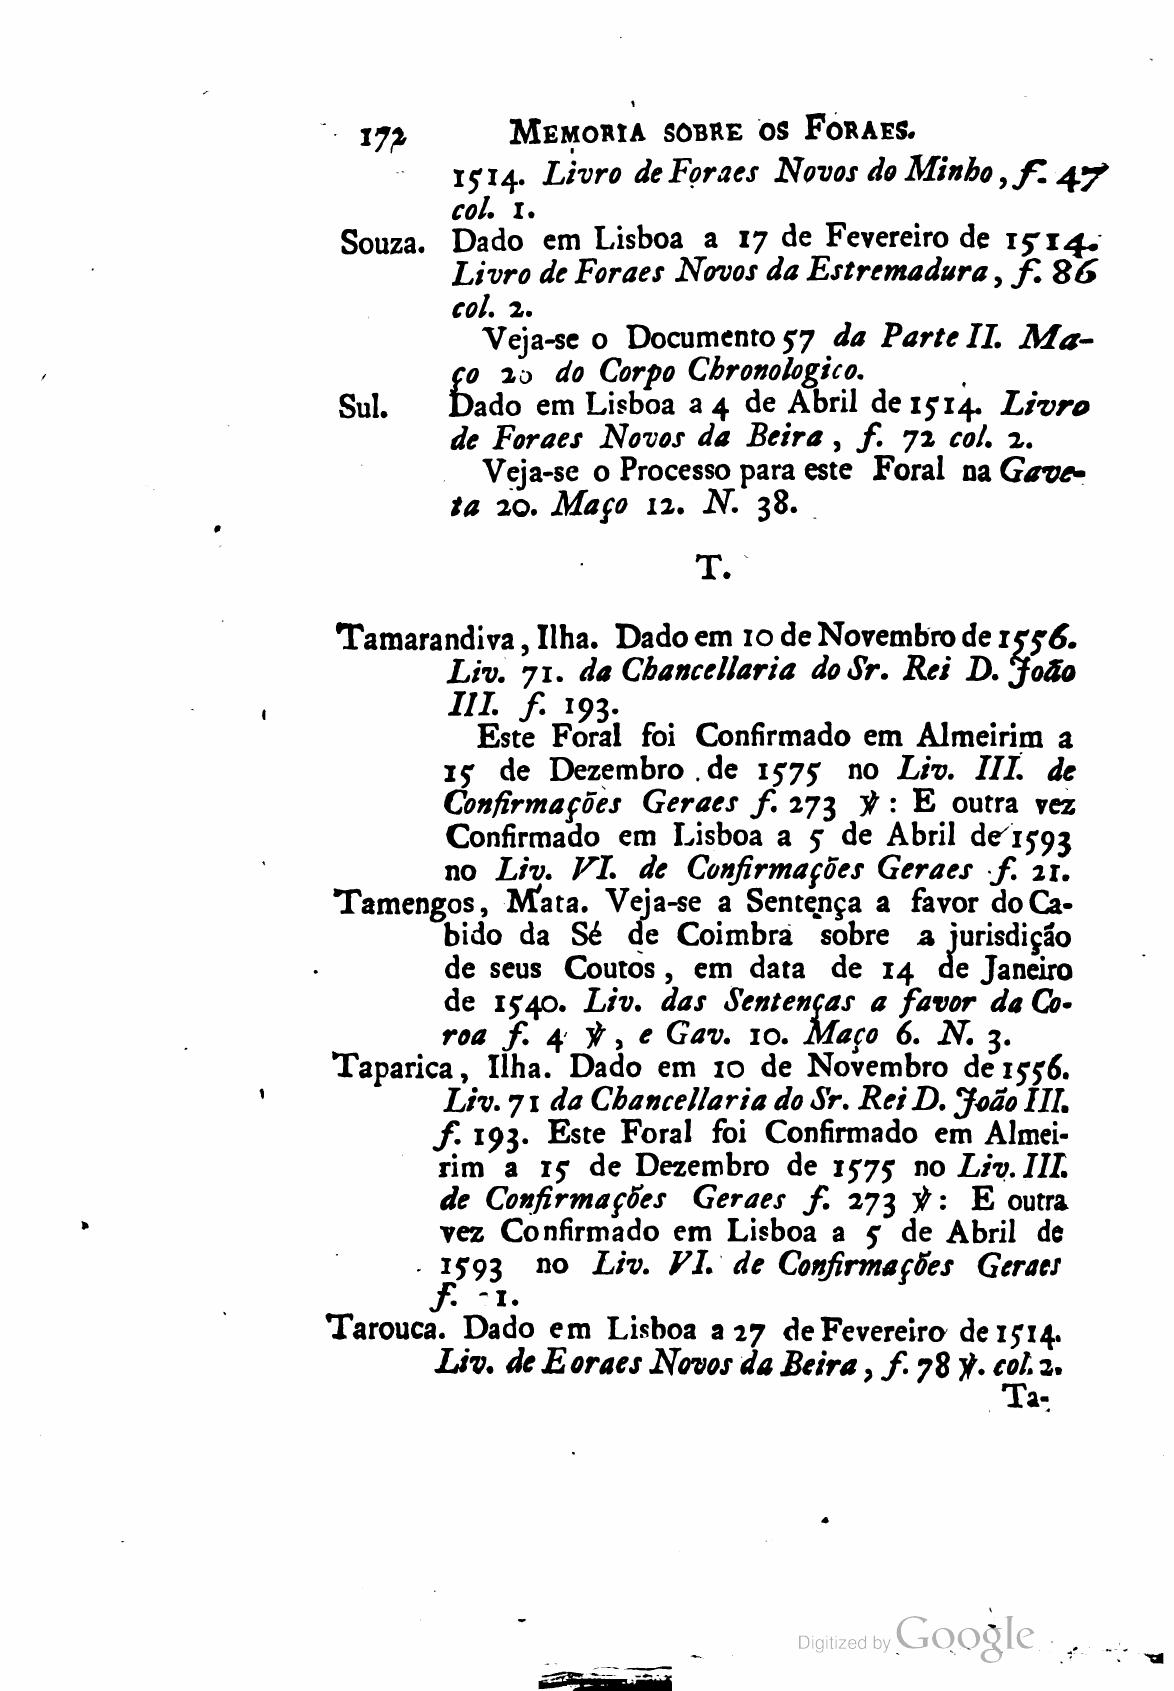 172 MEMORIA SOBRE OS FORAES.
1514. Livro de Foraes Novos do Minho, f. 47
col. 1.
Souza. Dado em Lisboa a 17 de Fevereiro de 1514.
Livro de Foraes Novos da Estremadura, f. 86
col. 2.
Veja-se o Documento 57 da Parte II. Ma-
ço 20 do Corpo Chronologico.
Sul. Dado em Lisboa a 4 de Abril de 1514. Livro
de Foraes Novos da Beira, f. 72 col. 2.
Veja-se o Processo para este Foral na Gave-
ta 20. Maço 12. N. 38.
T.
Tamarandiva, Ilha. Dado em 10 de Novembro de 1556.
Liv. 71. da Chancellaria do Sr. Rei D. João
III. f. 193.
Este Foral foi Confirmado em Almeirim a
15 de Dezembro de 1575 no Liv. III. de
Confirmações Geraes f. 273 ℣ : E outra vez
Confirmado em Lisboa a 5 de Abril de 1593
no Liv. VI. de Confirmações Geraes f. 21.
Tamengos, Mata. Veja-se a Sentença a favor do Ca-
bido da Sé de Coimbra sobre a jurisdição
de seus Coutos, em data de 14 de Janeiro
de 1540. Liv. das Sentenças a favor da Co-
roa f. 4 ℣, e Gav. 10. Maço 6. N. 3.
Taparica, Ilha. Dado em 10 de Novembro de 1556.
Liv. 71 da Chancellaria do Sr. Rei D. João III.
f. 193. Este Foral foi Confirmado em Almei-
rim a 15 de Dezembro de 1575 no Liv. III.
de Confirmações Geraes f. 273 ℣ : E outra
vez Confirmado em Lisboa a 5 de Abril de
1593 no Liv. VI. de Confirmações Geraes
f. 1.
Tarouca. Dado em Lisboa a 27 de Fevereiro de 1514.
Liv. de Eoraes Novos da Beira, f. 78 ℣. col. 2.
Ta-
Digitized by Google